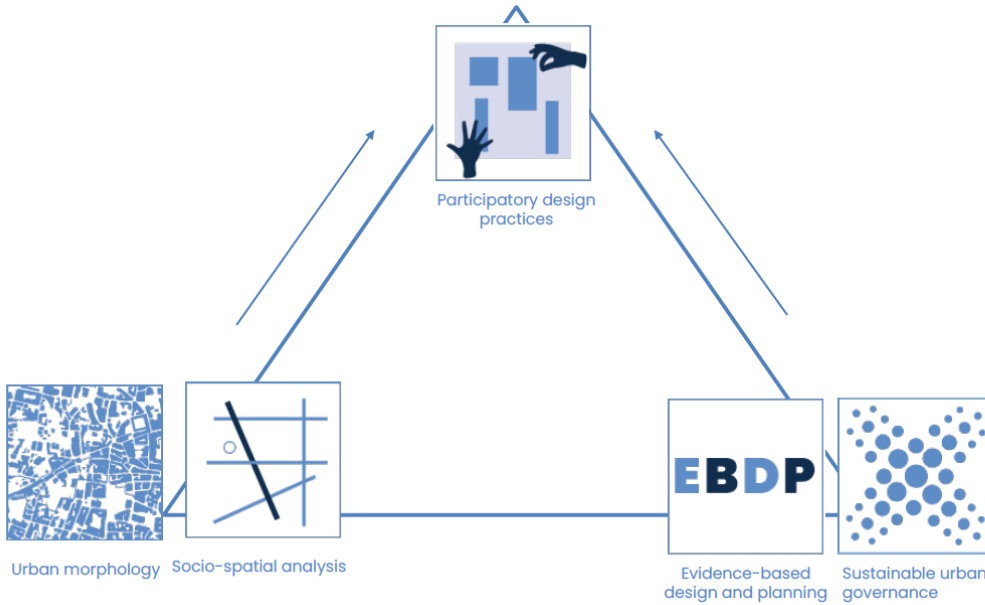 Participatory design
practices
EBDP
Urban morphology
Socio-spatial analysis
Evidence-based
design and planning
Sustainable urban
governance